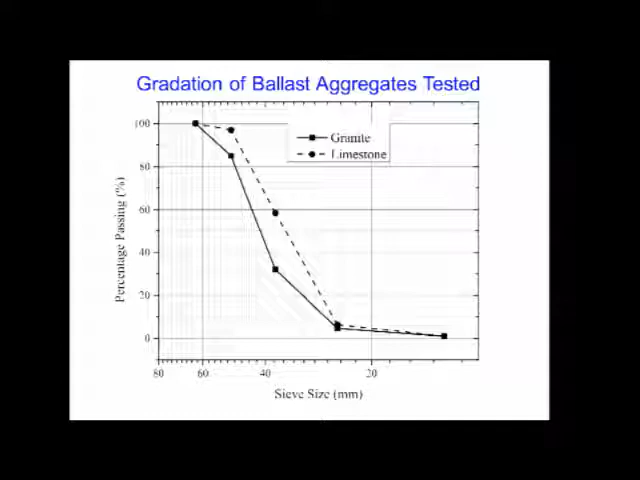 Gradation of Ballast Aggregates Tested
Granite
Limestone
100
80
60
40
20
0
Percentage Passing (%)
80 60 40 20
Sieve Size (mm)